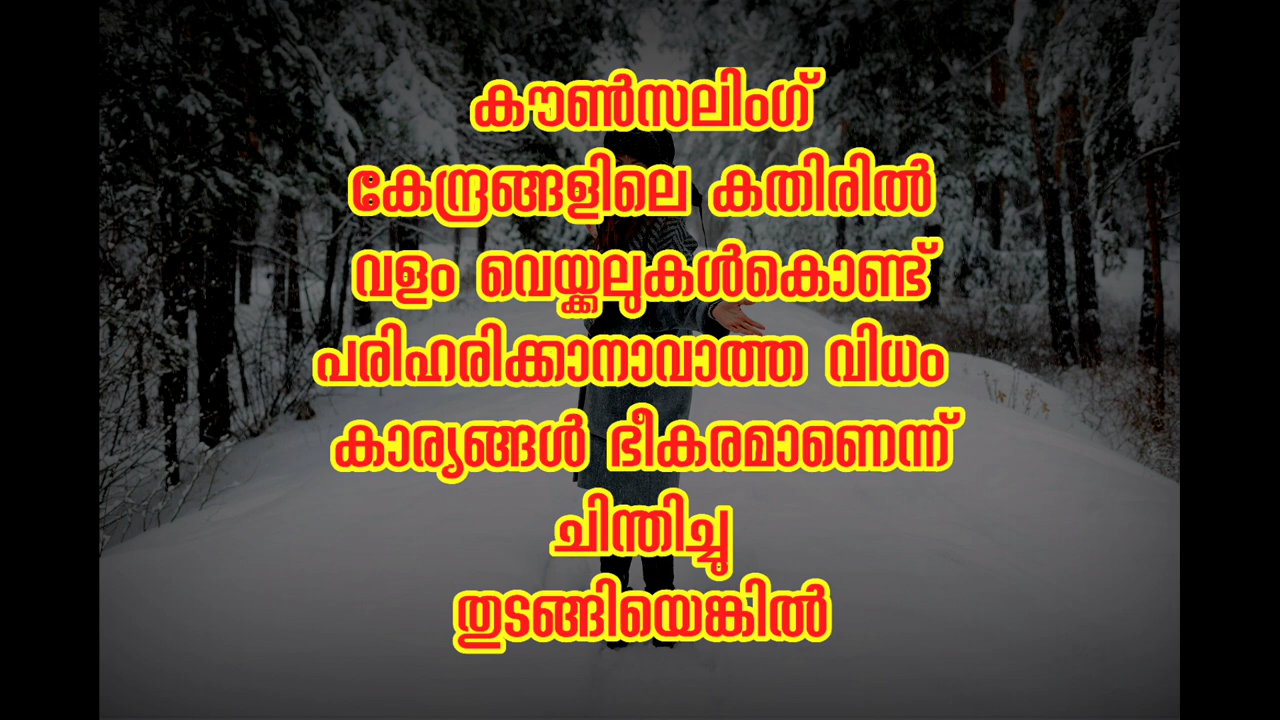 കൗൺസലിംഗ്
കേന്ദ്രങ്ങളിലെ കതിരിൽ
വളം വെയ്ക്കലുകൾകൊണ്ട്
പരിഹരിക്കാനാവാത്ത വിധം
കാര്യങ്ങൾ ഭീകരമാണെന്ന്
ചിന്തിച്ചു
തുടങ്ങിയെങ്കിൽ